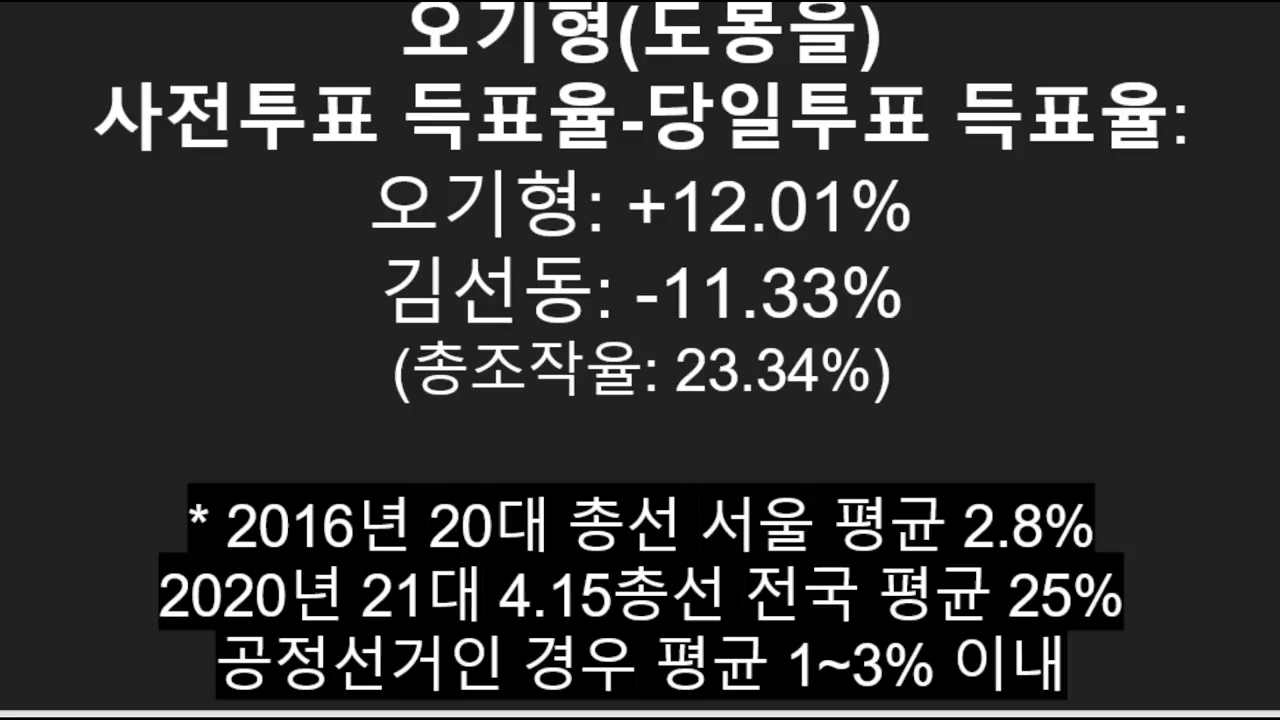 오기형(도봉을)
사전투표 득표율-당일투표 득표율:
오기형: +12.01%
김선동: -11.33%
(총조작율: 23.34%)
* 2016년 20대 총선 서울 평균 2.8%
2020년 21대 4.15총선 전국 평균 25%
공정선거인 경우 평균 1~3% 이내